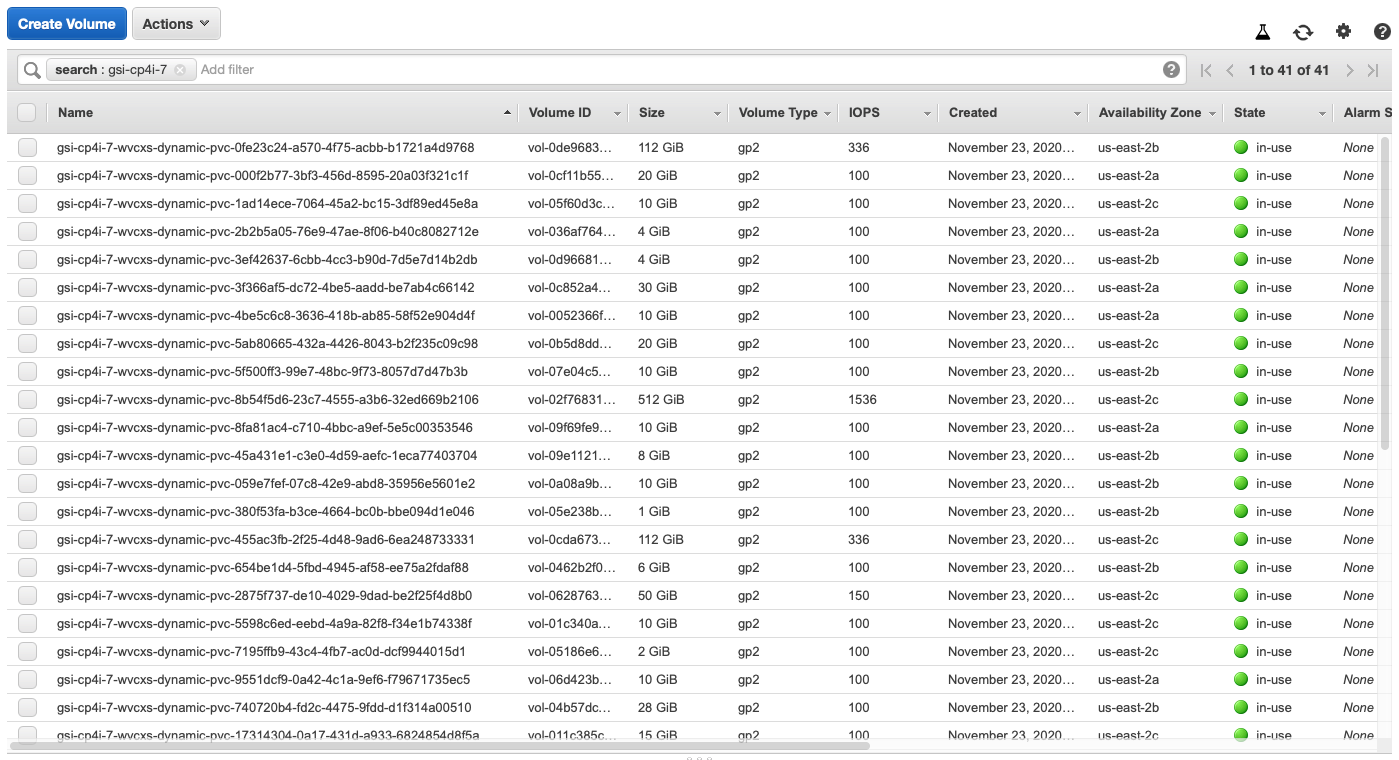 Create Volume Actions
search : gsi-cp4i-7 Add filter 1 to 41 of 41
Name Volume ID Size Volume Type IOPS Created Availability Zone State Alarm S
gsi-cp4i-7-wvcxs-dynamic-pvc-0fe23c24-a570-4f75-acbb-b1721a4d9768 vol-0de9683... 112 GiB gp2 336 November 23, 2020... us-east-2b in-use None
gsi-cp4i-7-wvcxs-dynamic-pvc-000f2b77-3bf3-456d-8595-20a03f321c1f vol-0cf11b55... 20 GiB gp2 100 November 23, 2020... us-east-2a in-use None
gsi-cp4i-7-wvcxs-dynamic-pvc-1ad14ece-7064-45a2-bc15-3df89ed45e8a vol-05f60d3c... 10 GiB gp2 100 November 23, 2020... us-east-2c in-use None
gsi-cp4i-7-wvcxs-dynamic-pvc-2b2b5a05-76e9-47ae-8f06-b40c8082712e vol-036af764... 4 GiB gp2 100 November 23, 2020... us-east-2a in-use None
gsi-cp4i-7-wvcxs-dynamic-pvc-3ef42637-6cbb-4cc3-b90d-7d5e7d14b2db vol-0d96681... 4 GiB gp2 100 November 23, 2020... us-east-2b in-use None
gsi-cp4i-7-wvcxs-dynamic-pvc-3f366af5-dc72-4be5-aadd-be7ab4c66142 vol-0c852a4... 30 GiB gp2 100 November 23, 2020... us-east-2a in-use None
gsi-cp4i-7-wvcxs-dynamic-pvc-4be5c6c8-3636-418b-ab85-58f52e904d4f vol-0052366f... 10 GiB gp2 100 November 23, 2020... us-east-2a in-use None
gsi-cp4i-7-wvcxs-dynamic-pvc-5ab80665-432a-4426-8043-b2f235c09c98 vol-0b5d8dd... 20 GiB gp2 100 November 23, 2020... us-east-2c in-use None
gsi-cp4i-7-wvcxs-dynamic-pvc-5f500ff3-99e7-48bc-9f73-8057d7d47b3b vol-07e04c5... 10 GiB gp2 100 November 23, 2020... us-east-2b in-use None
gsi-cp4i-7-wvcxs-dynamic-pvc-8b54f5d6-23c7-4555-a3b6-32ed669b2106 vol-02f76831... 512 GiB gp2 1536 November 23, 2020... us-east-2c in-use None
gsi-cp4i-7-wvcxs-dynamic-pvc-8fa81ac4-c710-4bbc-a9ef-5e5c00353546 vol-09f69fe9... 10 GiB gp2 100 November 23, 2020... us-east-2a in-use None
gsi-cp4i-7-wvcxs-dynamic-pvc-45a431e1-c3e0-4d59-aefc-1eca77403704 vol-09e1121... 8 GiB gp2 100 November 23, 2020... us-east-2b in-use None
gsi-cp4i-7-wvcxs-dynamic-pvc-059e7fef-07c8-42e9-abd8-35956e5601e2 vol-0a08a9b... 10 GiB gp2 100 November 23, 2020... us-east-2b in-use None
gsi-cp4i-7-wvcxs-dynamic-pvc-380f53fa-b3ce-4664-bc0b-bbe094d1e046 vol-05e238b... 1 GiB gp2 100 November 23, 2020... us-east-2b in-use None
gsi-cp4i-7-wvcxs-dynamic-pvc-455ac3fb-2f25-4d48-9ad6-6ea248733331 vol-0cda673... 112 GiB gp2 336 November 23, 2020... us-east-2c in-use None
gsi-cp4i-7-wvcxs-dynamic-pvc-654be1d4-5fbd-4945-af58-ee75a2fdaf88 vol-0462b2f0... 6 GiB gp2 100 November 23, 2020... us-east-2b in-use None
gsi-cp4i-7-wvcxs-dynamic-pvc-2875f737-de10-4029-9dad-be2f25f4d8b0 vol-0628763... 50 GiB gp2 150 November 23, 2020... us-east-2c in-use None
gsi-cp4i-7-wvcxs-dynamic-pvc-5598c6ed-eebd-4a9a-82f8-f34e1b74338f vol-01c340a... 10 GiB gp2 100 November 23, 2020... us-east-2c in-use None
gsi-cp4i-7-wvcxs-dynamic-pvc-7195ffb9-43c4-4fb7-ac0d-dcf9944015d1 vol-05186e6... 2 GiB gp2 100 November 23, 2020... us-east-2c in-use None
gsi-cp4i-7-wvcxs-dynamic-pvc-9551dcf9-0a42-4c1a-9ef6-f79671735ec5 vol-06d423b... 10 GiB gp2 100 November 23, 2020... us-east-2a in-use None
gsi-cp4i-7-wvcxs-dynamic-pvc-740720b4-fd2c-4475-9fdd-d1f314a00510 vol-04b57dc... 28 GiB gp2 100 November 23, 2020... us-east-2b in-use None
gsi-cp4i-7-wvcxs-dynamic-pvc-17314304-0a17-431d-a933-6824854d8f5a vol-011c385c... 15 GiB gp2 100 November 23, 2020... us-east-2c in-use None